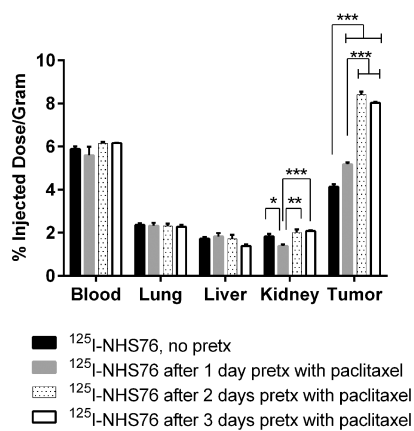 ***
***
10
8
6
4
2
0
% Injected Dose/Gram
***
* **
Blood Lung Liver Kidney Tumor
125I-NHS76, no pretx
125I-NHS76 after 1 day pretx with paclitaxel
125I-NHS76 after 2 days pretx with paclitaxel
125I-NHS76 after 3 days pretx with paclitaxel